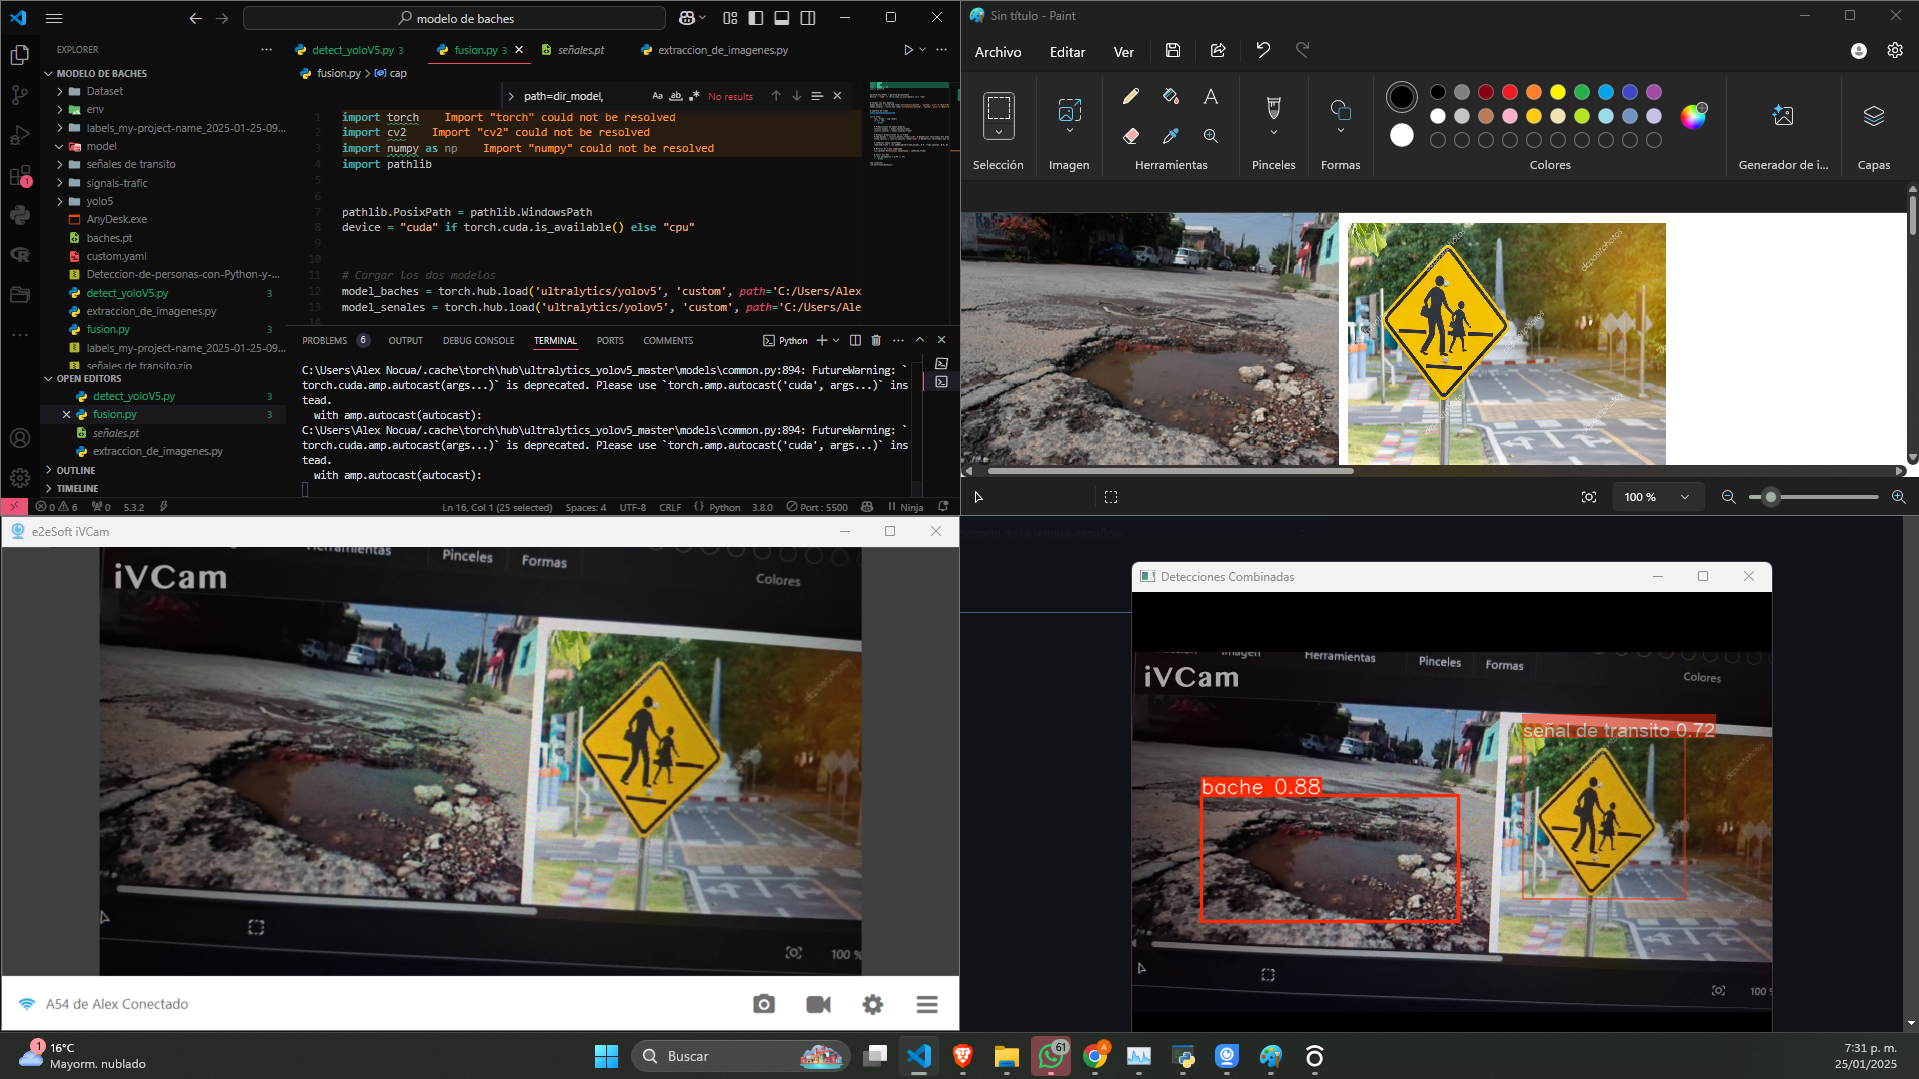 modelo de baches
EXPLORER
MODELO DE BACHES
Dataset
env
labels_my-project-name_2025-01-25-09...
model
señales de transito
signals-trafic
yolo5
AnyDesk.exe
baches.pt
custom.yaml
Deteccion-de-personas-con-Python-y-...
detect_yoloV5.py 3
extraccion_de_imagenes.py
fusion.py 3
labels_my-project-name_2025-01-25-09...
señales de transito.zip
OPEN EDITORS
detect_yoloV5.py 3
fusion.py 3
señales.pt
extraccion_de_imagenes.py
OUTLINE
TIMELINE
1
detect_yoloV5.py 3
fusion.py 3
señales.pt
extraccion_de_imagenes.py
fusion.py > cap
path=dir_model,
Aa ab No results
1 import torch Import "torch" could not be resolved
2 import cv2 Import "cv2" could not be resolved
3 import numpy as np Import "numpy" could not be resolved
4 import pathlib
5
6
7 pathlib.PosixPath = pathlib.WindowsPath
8 device = "cuda" if torch.cuda.is_available() else "cpu"
9
10
11 # Cargar los dos modelos
12 model_baches = torch.hub.load('ultralytics/yolov5', 'custom', path='C:/Users/Alex
13 model_senales = torch.hub.load('ultralytics/yolov5', 'custom', path='C:/Users/Ale
14
PROBLEMS 6 OUTPUT DEBUG CONSOLE TERMINAL PORTS COMMENTS
Python
C:\Users\Alex Nocua/.cache\torch\hub\ultralytics_yolov5_master\models\common.py:894: FutureWarning: `
torch.cuda.amp.autocast(args...)` is deprecated. Please use `torch.amp.autocast('cuda', args...)` ins
tead.
with amp.autocast(autocast):
C:\Users\Alex Nocua/.cache\torch\hub\ultralytics_yolov5_master\models\common.py:894: FutureWarning: `
torch.cuda.amp.autocast(args...)` is deprecated. Please use `torch.amp.autocast('cuda', args...)` ins
tead.
with amp.autocast(autocast):
0 6 0 5.3.2
Ln 16, Col 1 (25 selected) Spaces: 4 UTF-8 CRLF Python 3.8.0 Port : 5500 Ninja
Sin título - Paint
Archivo Editar Ver
Selección Imagen Herramientas Pinceles Formas Colores Generador de i... Capas
depositphotos
depositphotos
depositphotos
depositphotos
100 %
e2eSoft iVCam
Herramientas Pinceles Formas
Colores
iVCam
depositphotos
100 %
A54 de Alex Conectado
Detecciones Combinadas
Imagen Herramientas Pinceles Formas
Colores
iVCam
señal de transito 0.72
bache 0.88
100 %
1
16°C
Mayorm. nublado
Buscar
61
A
7:31 p. m.
25/01/2025